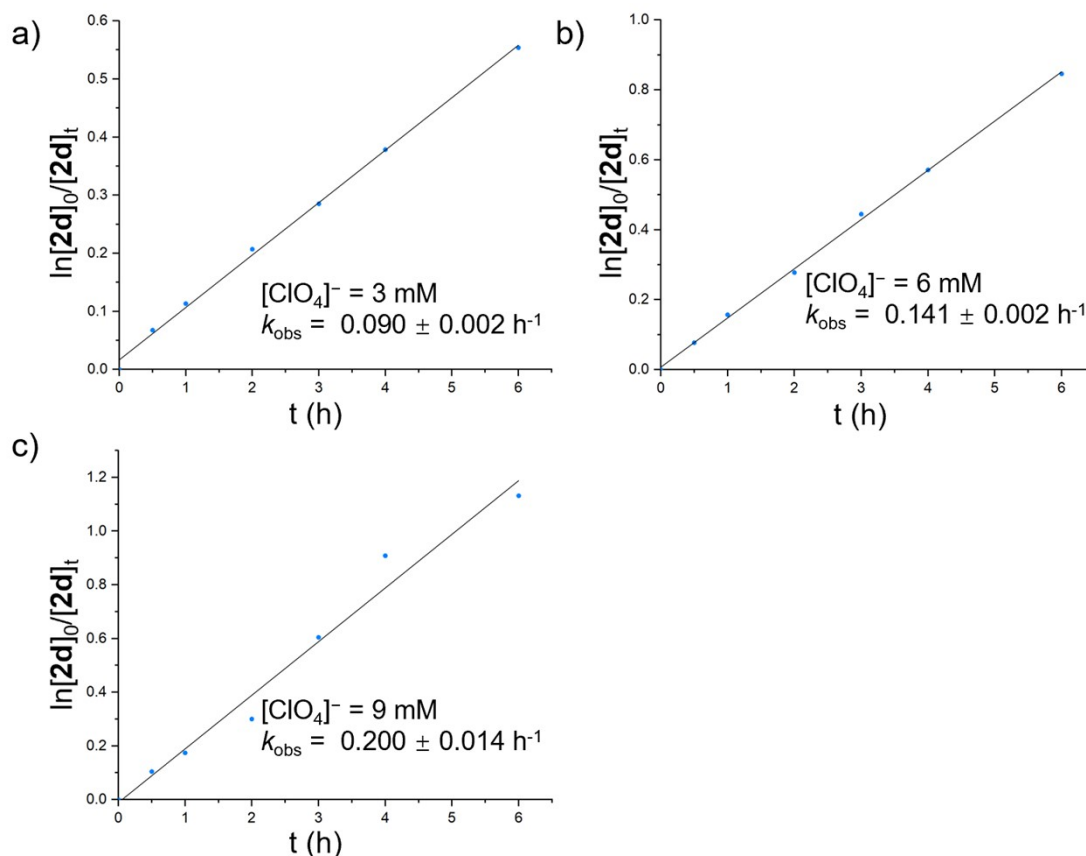 a)
ln[2d]₀/[2d]ₜ
0.6
0.5
0.4
0.3
0.2
0.1
0.0
[ClO₄]⁻ = 3 mM
k_obs = 0.090 ± 0.002 h⁻¹
0 1 2 3 4 5 6
t (h)
b)
ln[2d]₀/[2d]ₜ
1.0
0.8
0.6
0.4
0.2
0.0
[ClO₄]⁻ = 6 mM
k_obs = 0.141 ± 0.002 h⁻¹
0 1 2 3 4 5 6
t (h)
c)
ln[2d]₀/[2d]ₜ
1.2
1.0
0.8
0.6
0.4
0.2
0.0
[ClO₄]⁻ = 9 mM
k_obs = 0.200 ± 0.014 h⁻¹
0 1 2 3 4 5 6
t (h)